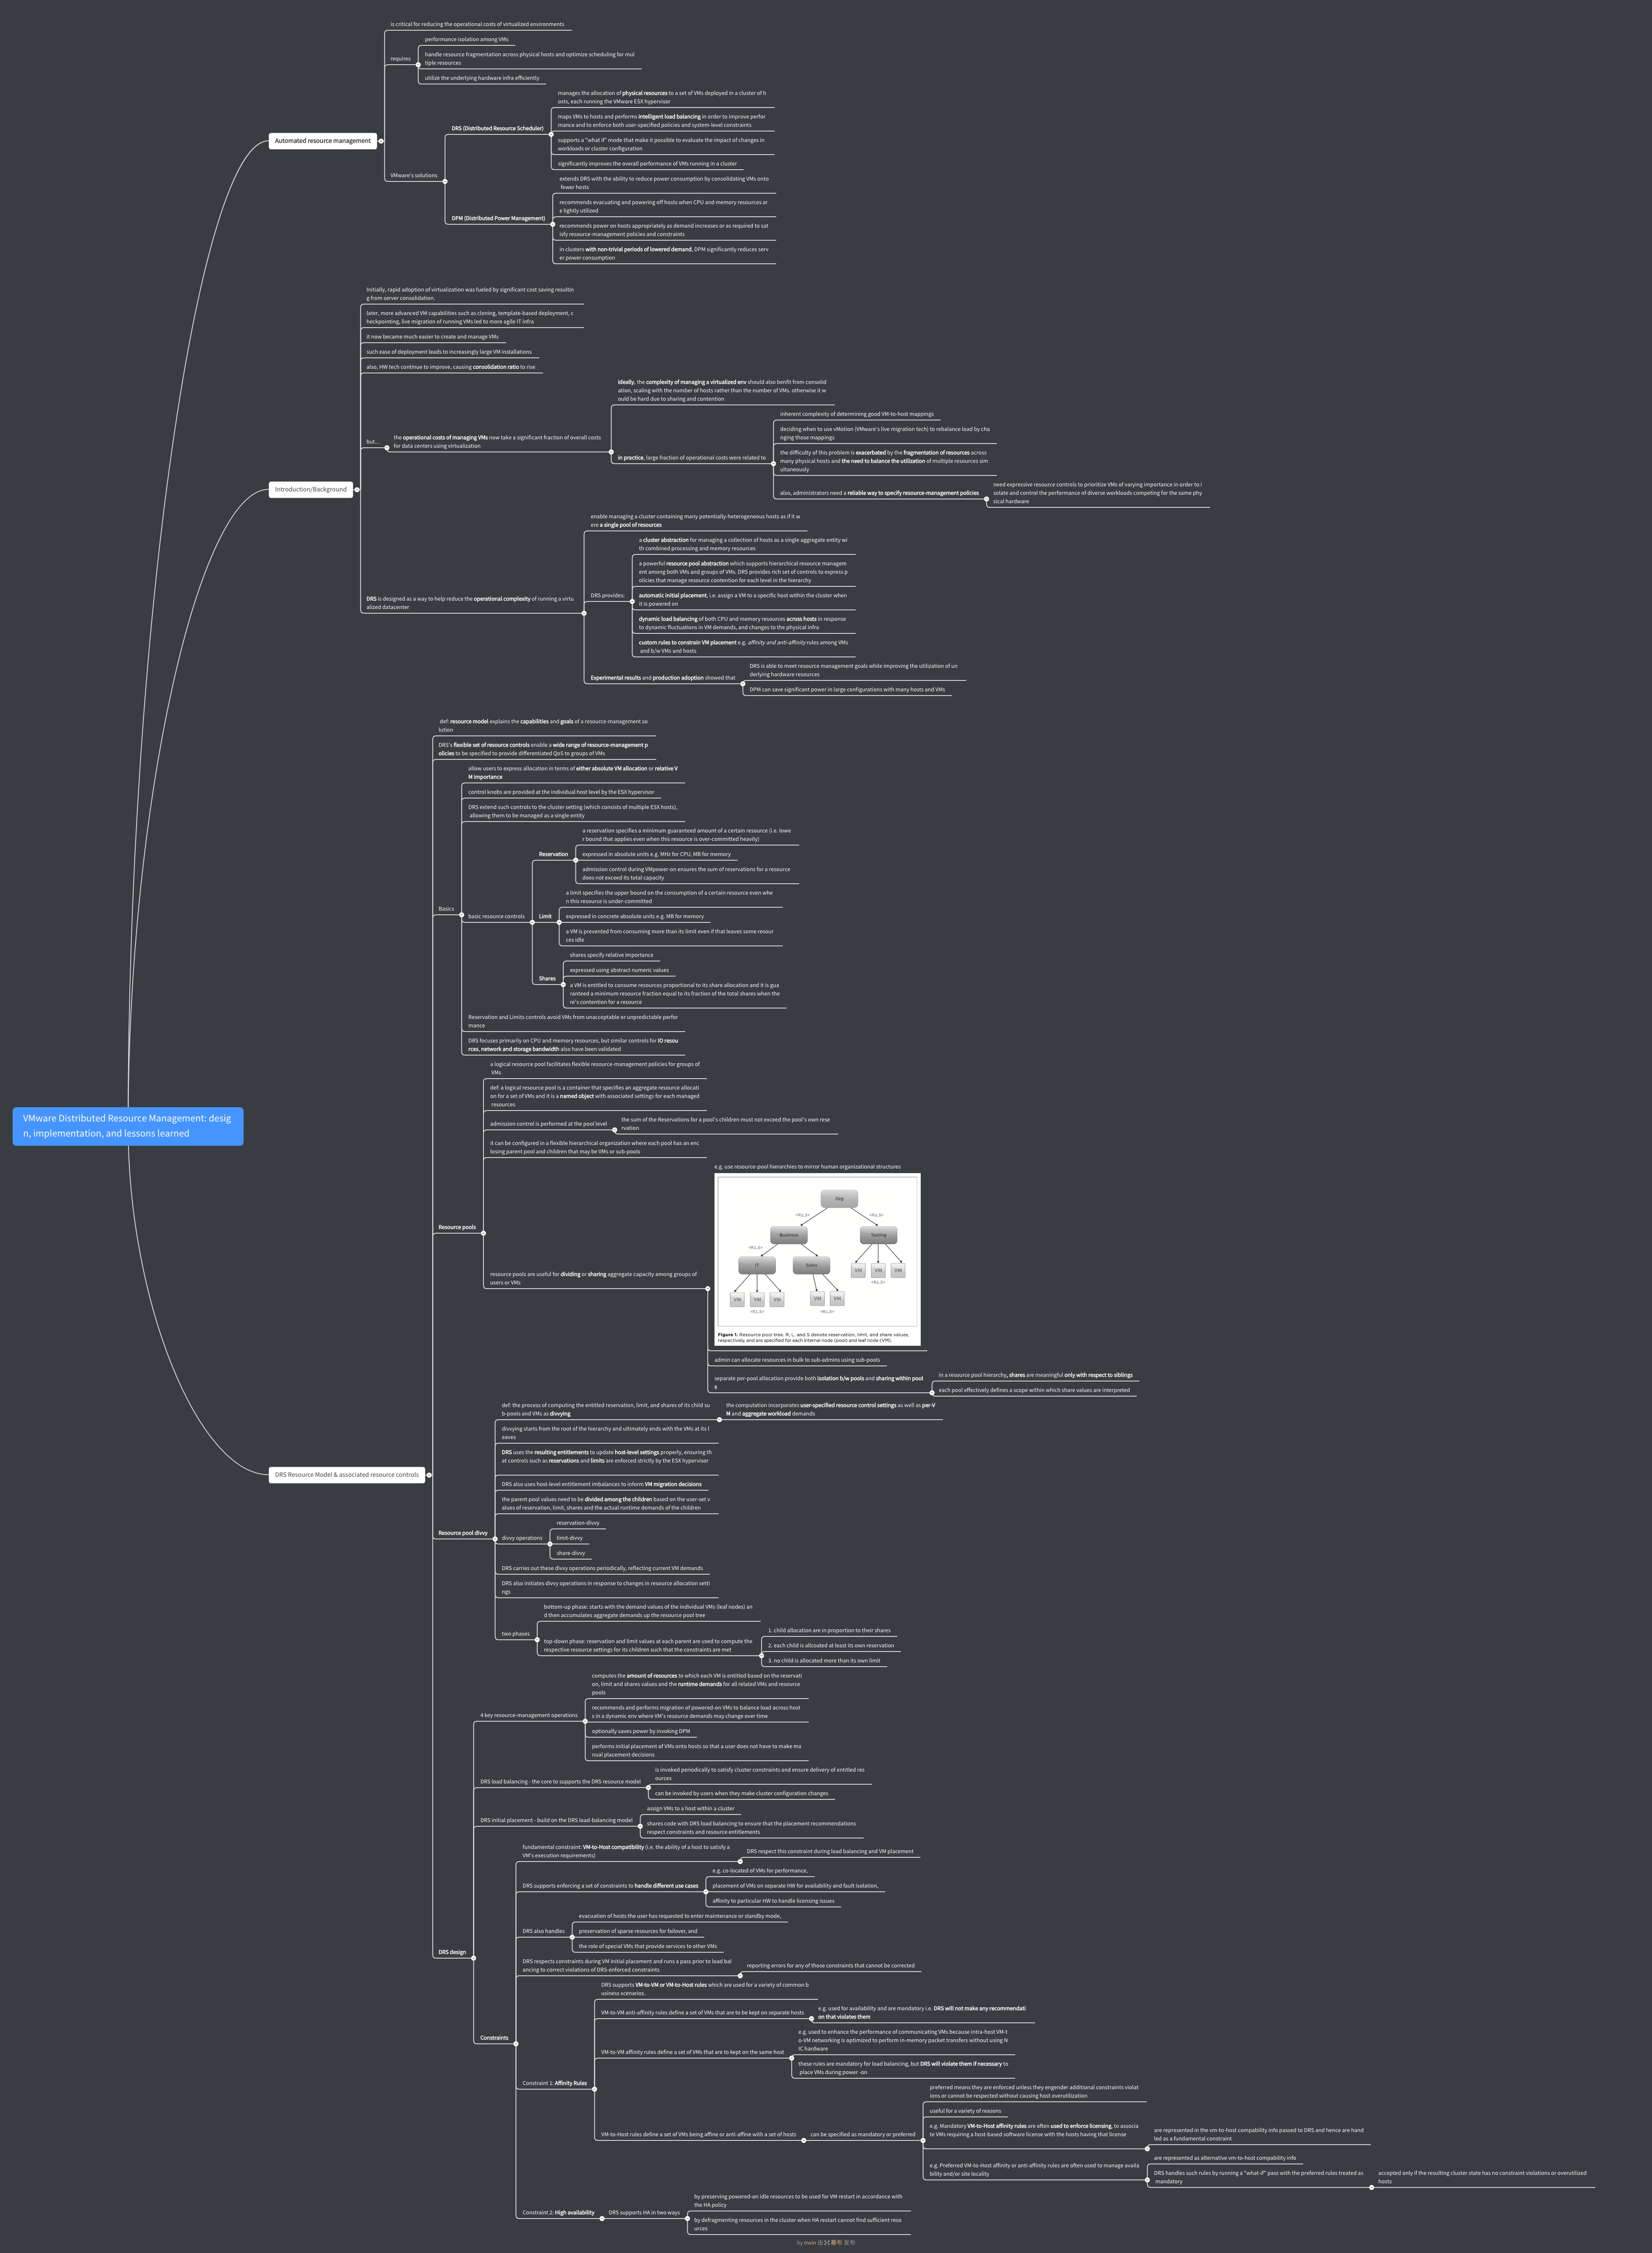 is critical for reducing the operational costs of virtualized environments
performance isolation among VMs
requires
handle resource fragmentation across physical hosts and optimize scheduling for mul
tiple resources
utilize the underlying hardware infra efficiently
Automated resource management
VMware's solutions
DRS (Distributed Resource Scheduler)
manages the allocation of physical resources to a set of VMs deployed in a cluster of h
osts, each running the VMware ESX hypervisor
maps VMs to hosts and performs intelligent load balancing in order to improve perfor
mance and to enforce both user-specified policies and system-level constraints
supports a "what if" mode that make it possible to evaluate the impact of changes in
workloads or cluster configuration
significantly improves the overall performance of VMs running in a cluster
DPM (Distributed Power Management)
extends DRS with the ability to reduce power consumption by consolidating VMs onto
fewer hosts
recommends evacuating and powering off hosts when CPU and memory resources ar
e lightly utilized
recommends power on hosts appropriately as demand increases or as required to sat
isfy resource-management policies and constraints
in clusters with non-trivial periods of lowered demand, DPM significantly reduces serv
er power consumption
Introduction/Background
Initially, rapid adoption of virtualization was fueled by significant cost saving resultin
g from server consolidation.
later, more advanced VM capabilities such as cloning, template-based deployment, c
heckpointing, live migration of running VMs led to more agile IT infra
it now became much easier to create and manage VMs
such ease of deployment leads to increasingly large VM installations
also, HW tech continue to improve, causing consolidation ratio to rise
but...
the operational costs of managing VMs now take a significant fraction of overall costs
for data centers using virtualization
ideally, the complexity of managing a virtualized env should also benfit from consolid
ation, scaling with the number of hosts rather than the number of VMs. otherwise it w
ould be hard due to sharing and contention
in practice, large fraction of operational costs were related to
inherent complexity of determining good VM-to-host mappings
deciding when to use vMotion (VMware's live migration tech) to rebalance load by cha
nging those mappings
the difficulty of this problem is exacerbated by the fragmentation of resources across
many physical hosts and the need to balance the utilization of multiple resources sim
ultaneously
also, administrators need a reliable way to specify resource-management policies
need expressive resource controls to prioritize VMs of varying importance in order to i
solate and control the performance of diverse workloads competing for the same phy
sical hardware
DRS is designed as a way to help reduce the operational complexity of running a virtu
alized datacenter
enable managing a cluster containing many potentially-heterogeneous hosts as if it w
ere a single pool of resources
DRS provides:
a cluster abstraction for managing a collection of hosts as a single aggregate entity wi
th combined processing and memory resources
a powerful resource pool abstraction which supports hierarchical resource managem
ent among both VMs and groups of VMs. DRS provides rich set of controls to express p
olicies that manage resource contention for each level in the hierarchy
automatic initial placement, i.e. assign a VM to a specific host within the cluster when
it is powered on
dynamic load balancing of both CPU and memory resources across hosts in response
to dynamic fluctuations in VM demands, and changes to the physical infra
custom rules to constrain VM placement e.g. affinity and anti-affinity rules among VMs
and b/w VMs and hosts
Experimental results and production adoption showed that
DRS is able to meet resource management goals while improving the utilization of un
derlying hardware resources
DPM can save significant power in large configurations with many hosts and VMs
VMware Distributed Resource Management: desig
n, implementation, and lessons learned
DRS Resource Model & associated resource controls
def: resource model explains the capabilities and goals of a resource-management so
lution
DRS's flexible set of resource controls enable a wide range of resource-management p
olicies to be specified to provide differentiated QoS to groups of VMs
Basics
allow users to express allocation in terms of either absolute VM allocation or relative V
M importance
control knobs are provided at the individual host level by the ESX hypervisor
DRS extend such controls to the cluster setting (which consists of multiple ESX hosts),
allowing them to be managed as a single entity
basic resource controls
Reservation
a reservation specifies a minimum guaranteed amount of a certain resource (i.e. lowe
r bound that applies even when this resource is over-committed heavily)
expressed in absolute units e.g. MHz for CPU, MB for memory
admission control during VMpower-on ensures the sum of reservations for a resource
does not exceed its total capacity
Limit
a limit specifies the upper bound on the consumption of a certain resource even whe
n this resource is under-committed
expressed in concrete absolute units e.g. MB for memory
a VM is prevented from consuming more than its limit even if that leaves some resour
ces idle
Shares
shares specify relative importance
expressed using abstract numeric values
a VM is entitled to consume resources proportional to its share allocation and it is gua
ranteed a minimum resource fraction equal to its fraction of the total shares when the
re's contention for a resource
Reservation and Limits controls avoid VMs from unacceptable or unpredictable perfor
mance
DRS focuses primarily on CPU and memory resources, but similar controls for IO resou
rces, network and storage bandwidth also have been validated
Resource pools
a logical resource pool facilitates flexible resource-management policies for groups of
VMs
def: a logical resource pool is a container that specifies an aggregate resource allocati
on for a set of VMs and it is a named object with associated settings for each managed
resources
admission control is performed at the pool level
the sum of the Reservations for a pool's children must not exceed the pool's own rese
rvation
it can be configured in a flexible hierarchical organization where each pool has an enc
losing parent pool and children that may be VMs or sub-pools
resource pools are useful for dividing or sharing aggregate capacity among groups of
users or VMs
e.g. use resource-pool hierarchies to mirror human organizational structures
Org
<R,L,S> <R,L,S>
Business Testing
<R,L,S>
IT Sales VM VM VM
<R,L,S>
VM VM VM VM VM
<R,L,S> <R,L,S>
Figure 1. Resource pool tree. R, L, and S denote reservation, limit, and share values,
respectively, and are specified for each internal node (pool) and leaf node (VM).
admin can allocate resources in bulk to sub-admins using sub-pools
separate per-pool allocation provide both isolation b/w pools and sharing within pool
s
in a resource pool hierarchy, shares are meaningful only with respect to siblings
each pool effectively defines a scope within which share values are interpreted
Resource pool divvy
def: the process of computing the entitled reservation, limit, and shares of its child su
b-pools and VMs as divvying
the computation incorporates user-specified resource control settings as well as per-V
M and aggregate workload demands
divvying starts from the root of the hierarchy and ultimately ends with the VMs at its l
eaves
DRS uses the resulting entitlements to update host-level settings properly, ensuring th
at controls such as reservations and limits are enforced strictly by the ESX hypervisor
DRS also uses host-level entitlement imbalances to inform VM migration decisions
the parent pool values need to be divided among the children based on the user-set v
alues of reservation, limit, shares and the actual runtime demands of the children
divvy operations
reservation-divvy
limit-divvy
share-divvy
DRS carries out these divvy operations periodically, reflecting current VM demands
DRS also initiates divvy operations in response to changes in resource allocation setti
ngs
two phases
bottom-up phase: starts with the demand values of the individual VMs (leaf nodes) an
d then accumulates aggregate demands up the resource pool tree
top-down phase: reservation and limit values at each parent are used to compute the
respective resource settings for its children such that the constraints are met
1. child allocation are in proportion to their shares
2. each child is allcoated at least its own reservation
3. no child is allocated more than its own limit
DRS design
4 key resource-management operations
computes the amount of resources to which each VM is entitled based on the reservati
on, limit and shares values and the runtime demands for all related VMs and resource
pools
recommends and performs migration of powered-on VMs to balance load across host
s in a dynamic env where VM's resource demands may change over time
optionally saves power by invoking DPM
performs initial placement of VMs onto hosts so that a user does not have to make ma
nual placement decisions
DRS load balancing - the core to supports the DRS resource model
is invoked periodically to satisfy cluster constraints and ensure delivery of entitled res
ources
can be invoked by users when they make cluster configuration changes
DRS initial placement - build on the DRS load-balancing model
assign VMs to a host within a cluster
shares code with DRS load balancing to ensure that the placement recommendations
respect constraints and resource entitlements
Constraints
fundamental constraint: VM-to-Host compatibility (i.e. the ability of a host to satisfy a
VM's execution requirements)
DRS respect this constraint during load balancing and VM placement
DRS supports enforcing a set of constraints to handle different use cases
e.g. co-located of VMs for performance,
placement of VMs on separate HW for availability and fault isolation,
affinity to particular HW to handle licensing issues
DRS also handles
evacuation of hosts the user has requested to enter maintenance or standby mode,
preservation of sparse resources for failover, and
the role of special VMs that provide services to other VMs
DRS respects constraints during VM initial placement and runs a pass prior to load bal
ancing to correct violations of DRS-enforced constraints
reporting errors for any of those constraints that cannot be corrected
Constraint 1: Affinity Rules
DRS supports VM-to-VM or VM-to-Host rules which are used for a variety of common b
usiness scenarios.
VM-to-VM anti-affinity rules define a set of VMs that are to be kept on separate hosts
e.g. used for availability and are mandatory i.e. DRS will not make any recommendati
on that violates them
VM-to-VM affinity rules define a set of VMs that are to kept on the same host
e.g. used to enhance the performance of communicating VMs because intra-host VM-t
o-VM networking is optimized to perform in-memory packet transfers without using N
IC hardware
these rules are mandatory for load balancing, but DRS will violate them if necessary to
place VMs during power -on
VM-to-Host rules define a set of VMs being affine or anti-affine with a set of hosts
can be specified as mandatory or preferred
preferred means they are enforced unless they engender additional constraints violat
ions or cannot be respected without causing host overutilization
useful for a variety of reasons
e.g. Mandatory VM-to-Host affinity rules are often used to enforce licensing, to associa
te VMs requiring a host-based software license with the hosts having that license
are represented in the vm-to-host compability info passed to DRS and hence are hand
led as a fundamental constraint
e.g. Preferred VM-to-Host affinity or anti-affinity rules are often used to manage availa
bility and/or site locality
are represented as alternative vm-to-host compability info
DRS handles such rules by running a "what-if" pass with the preferred rules treated as
mandatory
accepted only if the resulting cluster state has no constraint violations or overutilized
hosts
Constraint 2: High availability
DRS supports HA in two ways
by preserving powered-on idle resources to be used for VM restart in accordance with
the HA policy
by defragmenting resources in the cluster when HA restart cannot find sufficient reso
urces
by mxin 由 幕布 发布